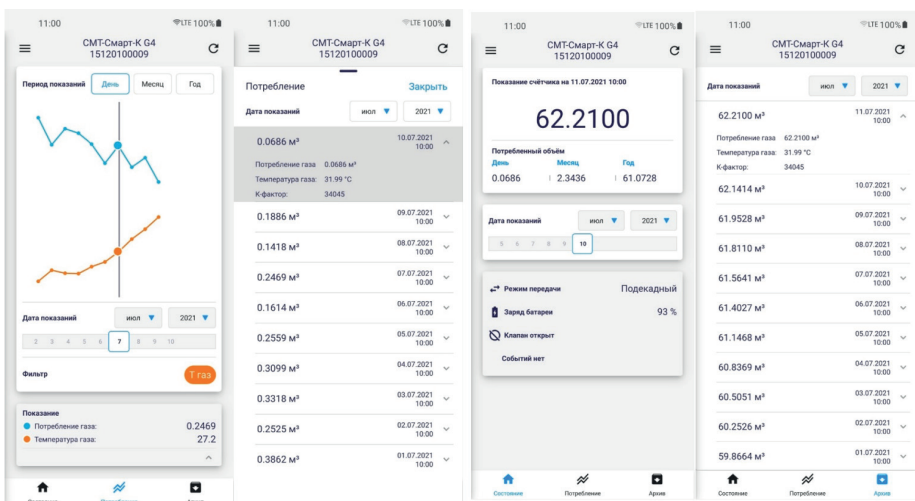 11:00 LTE 100%
СМТ-Смарт-К G4
15120100009
Период показаний День Месяц Год
Дата показаний июл 2021
2 3 4 5 6 7 8 9 10
Фильтр Т газ
Показание
Потребление газа: 0.2469
Температура газа: 27.2
11:00 LTE 100%
СМТ-Смарт-К G4
15120100009
Потребление Закрыть
Дата показаний июл 2021
0.0686 м³ 10.07.2021
10:00
Потребление газа 0.0686 м³
Температура газа: 31.99 °C
К-фактор: 34045
0.1886 м³ 09.07.2021
10:00
0.1418 м³ 08.07.2021
10:00
0.2469 м³ 07.07.2021
10:00
0.1614 м³ 06.07.2021
10:00
0.2559 м³ 05.07.2021
10:00
0.3099 м³ 04.07.2021
10:00
0.3318 м³ 03.07.2021
10:00
0.2525 м³ 02.07.2021
10:00
0.3862 м³ 01.07.2021
10:00
11:00 LTE 100%
СМТ-Смарт-К G4
15120100009
Показание счётчика на 11.07.2021 10:00
62.2100
Потребленный объём
День Месяц Год
0.0686 2.3436 61.0728
Дата показаний июл 2021
5 6 7 8 9 10
Режим передачи Подекадный
Заряд батареи 93 %
Клапан открыт
Событий нет
Состояние Потребление Архив
11:00 LTE 100%
СМТ-Смарт-К G4
15120100009
Дата показаний июл 2021
62.2100 м³ 11.07.2021
10:00
Потребление газа 62.2100 м³
Температура газа: 31.99 °C
К-фактор: 34045
62.1414 м³ 10.07.2021
10:00
61.9528 м³ 09.07.2021
10:00
61.8110 м³ 08.07.2021
10:00
61.5641 м³ 07.07.2021
10:00
61.4027 м³ 06.07.2021
10:00
61.1468 м³ 05.07.2021
10:00
60.8369 м³ 04.07.2021
10:00
60.5051 м³ 03.07.2021
10:00
60.2526 м³ 02.07.2021
10:00
59.8664 м³ 01.07.2021
10:00
Состояние Потребление Архив